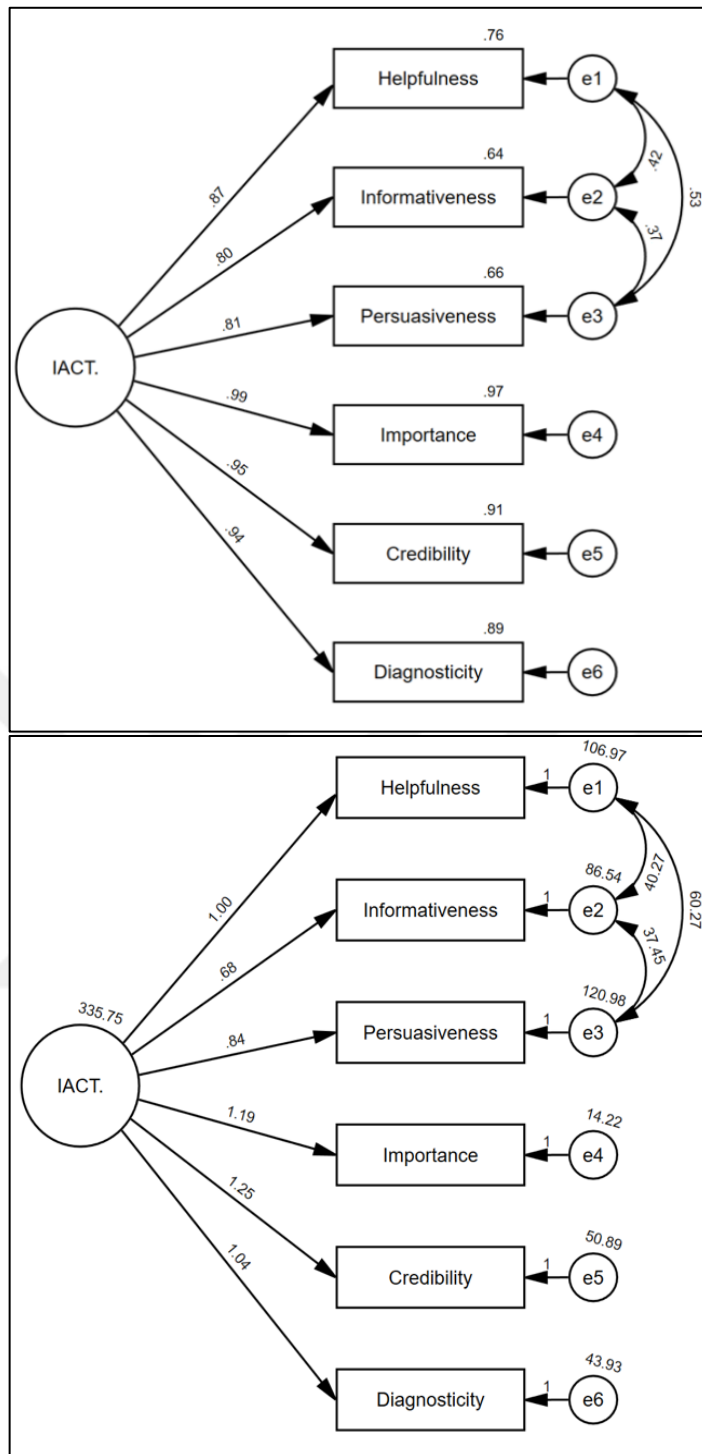 .76
Helpfulness
e1
.87
.42
.53
.64
Informativeness
e2
.80
.37
.66
Persuasiveness
e3
.81
IACT.
.97
.99
Importance
e4
.95
.91
Credibility
e5
.94
.89
Diagnosticity
e6
106.97
Helpfulness
1
e1
1.00
40.27
60.27
86.54
Informativeness
1
e2
.68
37.45
120.98
Persuasiveness
1
e3
335.75
.84
IACT.
1.19
14.22
Importance
1
e4
1.25
50.89
Credibility
1
e5
1.04
43.93
Diagnosticity
1
e6